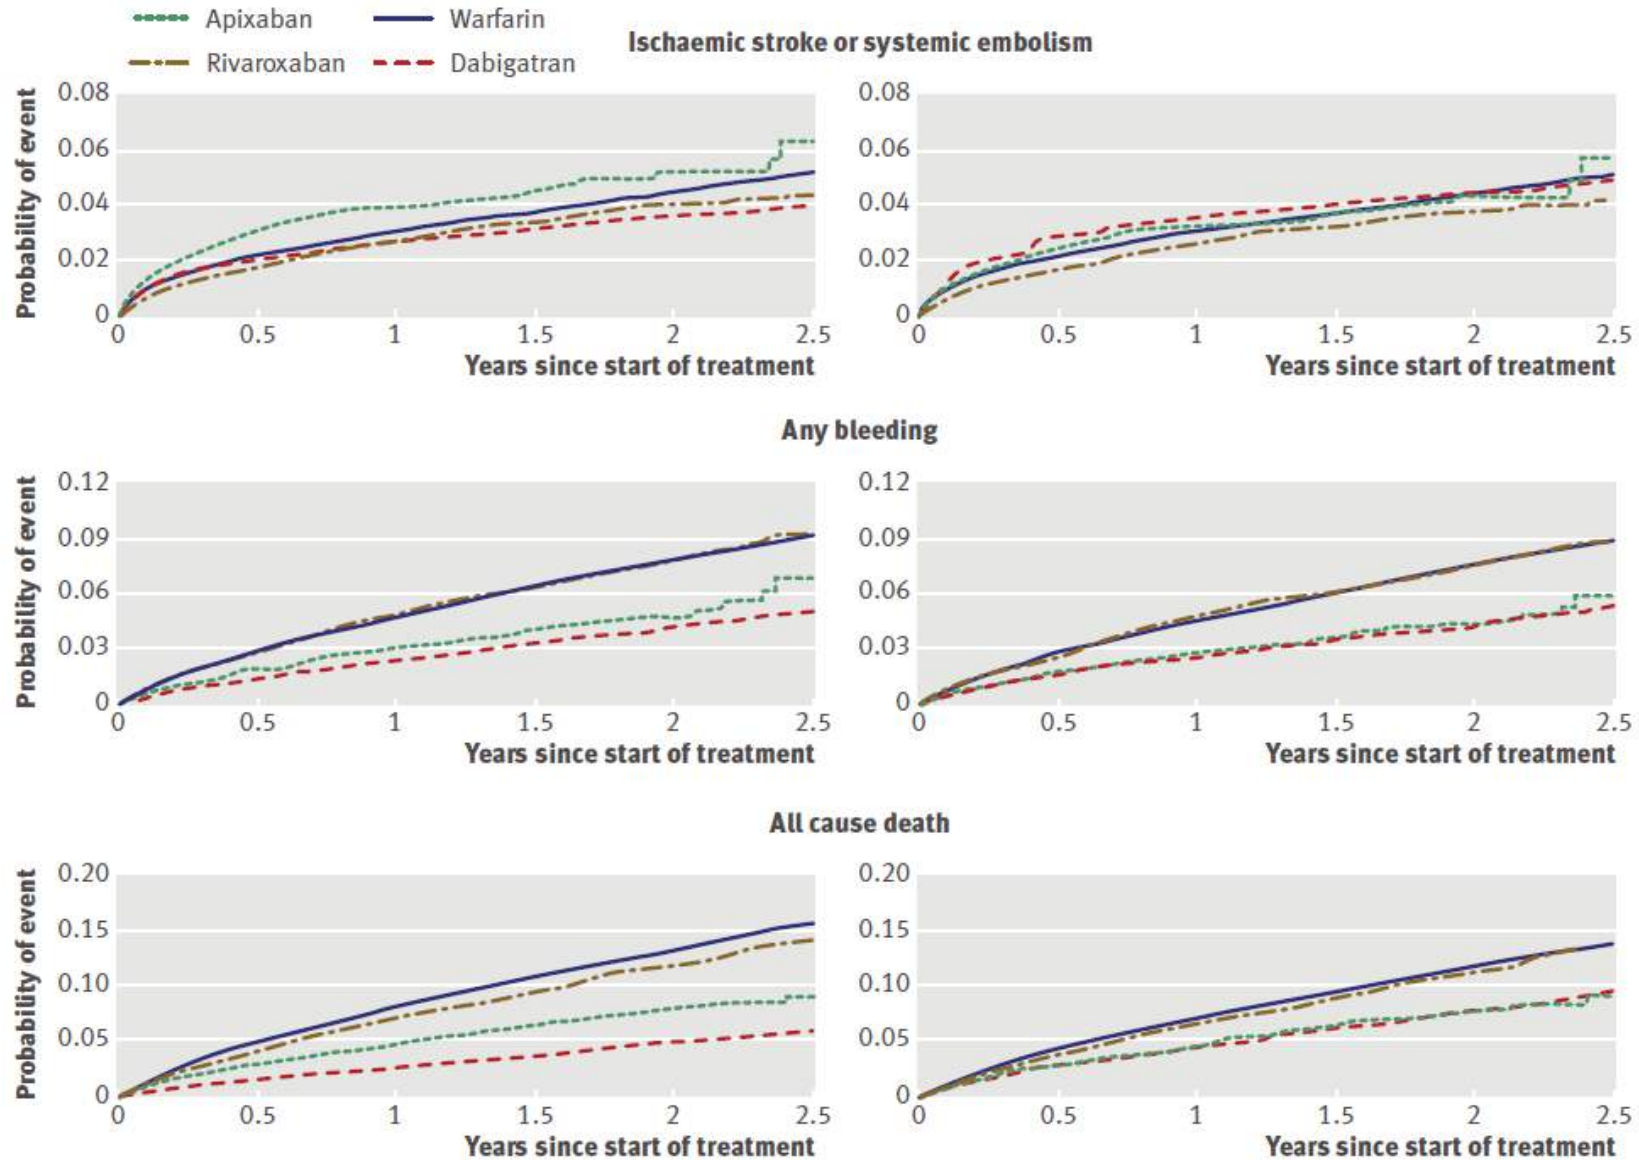 Apixaban Warfarin
Rivaroxaban Dabigatran
Ischaemic stroke or systemic embolism
Probability of event
0.08
0.06
0.04
0.02
0
0 0.5 1 1.5 2 2.5
Years since start of treatment
0.08
0.06
0.04
0.02
0
0 0.5 1 1.5 2 2.5
Years since start of treatment
Any bleeding
Probability of event
0.12
0.09
0.06
0.03
0
0 0.5 1 1.5 2 2.5
Years since start of treatment
0.12
0.09
0.06
0.03
0
0 0.5 1 1.5 2 2.5
Years since start of treatment
All cause death
Probability of event
0.20
0.15
0.10
0.05
0
0 0.5 1 1.5 2 2.5
Years since start of treatment
0.20
0.15
0.10
0.05
0
0 0.5 1 1.5 2 2.5
Years since start of treatment